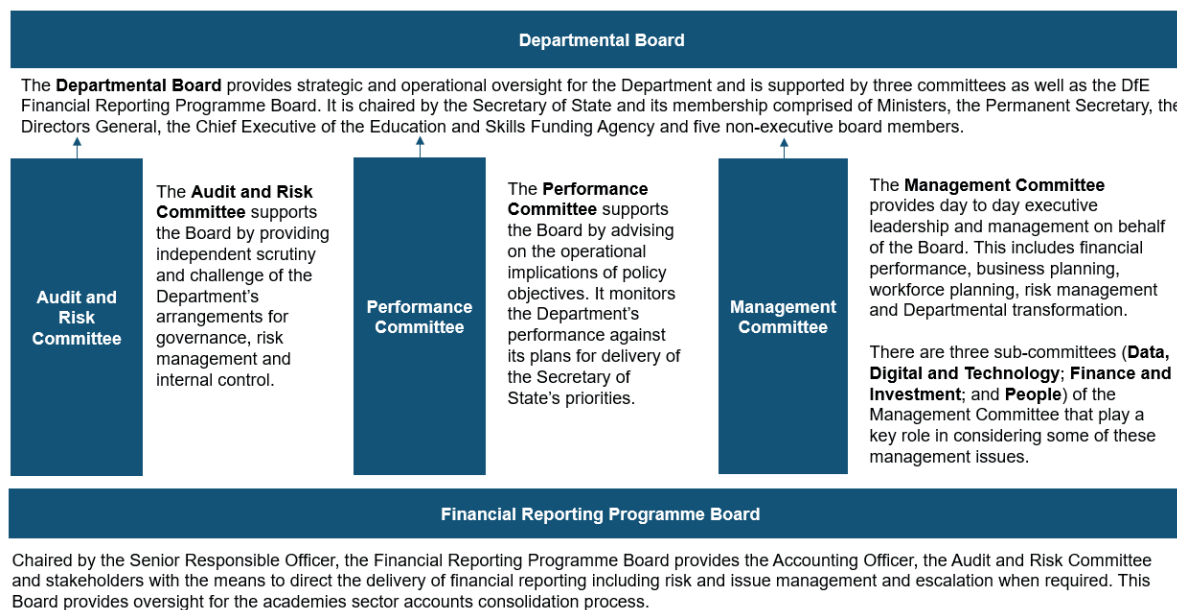 Departmental Board
The Departmental Board provides strategic and operational oversight for the Department and is supported by three committees as well as the DfE
Financial Reporting Programme Board. It is chaired by the Secretary of State and its membership comprised of Ministers, the Permanent Secretary, the
Directors General, the Chief Executive of the Education and Skills Funding Agency and five non-executive board members.
Audit and
Risk
Committee
The Audit and Risk
Committee supports
the Board by providing
independent scrutiny
and challenge of the
Department's
arrangements for
governance, risk
management and
internal control.
Performance
Committee
The Performance
Committee supports
the Board by advising
on the operational
implications of policy
objectives. It monitors
the Department's
performance against
its plans for delivery of
the Secretary of
State's priorities.
Management
Committee
The Management Committee
provides day to day executive
leadership and management on behalf
of the Board. This includes financial
performance, business planning,
workforce planning, risk management
and Departmental transformation.
There are three sub-committees (Data,
Digital and Technology; Finance and
Investment; and People) of the
Management Committee that play a
key role in considering some of these
management issues.
Financial Reporting Programme Board
Chaired by the Senior Responsible Officer, the Financial Reporting Programme Board provides the Accounting Officer, the Audit and Risk Committee
and stakeholders with the means to direct the delivery of financial reporting including risk and issue management and escalation when required. This
Board provides oversight for the academies sector accounts consolidation process.